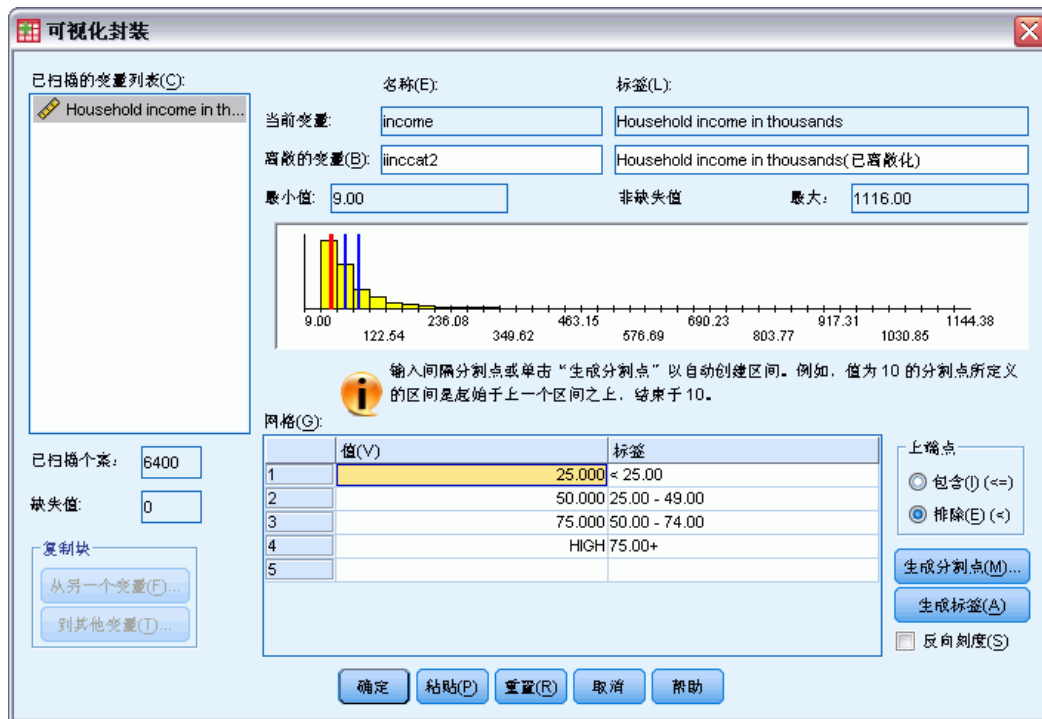 可视化封装
已扫描的变量列表(C):
Household income in th...
名称(E):
标签(L):
当前变量:
income
Household income in thousands
离散的变量(B):
iinccat2
Household income in thousands(已离散化)
最小值:
9.00
非缺失值
最大：
1116.00
9.00 236.08 463.15 690.23 917.31 1144.38
122.54 349.62 576.69 803.77 1030.85
输入间隔分割点或单击“生成分割点”以自动创建区间。例如，值为 10 的分割点所定义
的区间是起始于上一个区间之上，结束于 10。
网格(G):
值(V) 标签
1 25.000 < 25.00
2 50.000 25.00 - 49.00
3 75.000 50.00 - 74.00
4 HIGH 75.00+
5
已扫描个案：
6400
缺失值:
0
复制块
从另一个变量(F)...
到其他变量(T)...
上端点
包含(I) (<=)
排除(E) (<)
生成分割点(M)...
生成标签(A)
反向刻度(S)
确定 粘贴(P) 重置(R) 取消 帮助